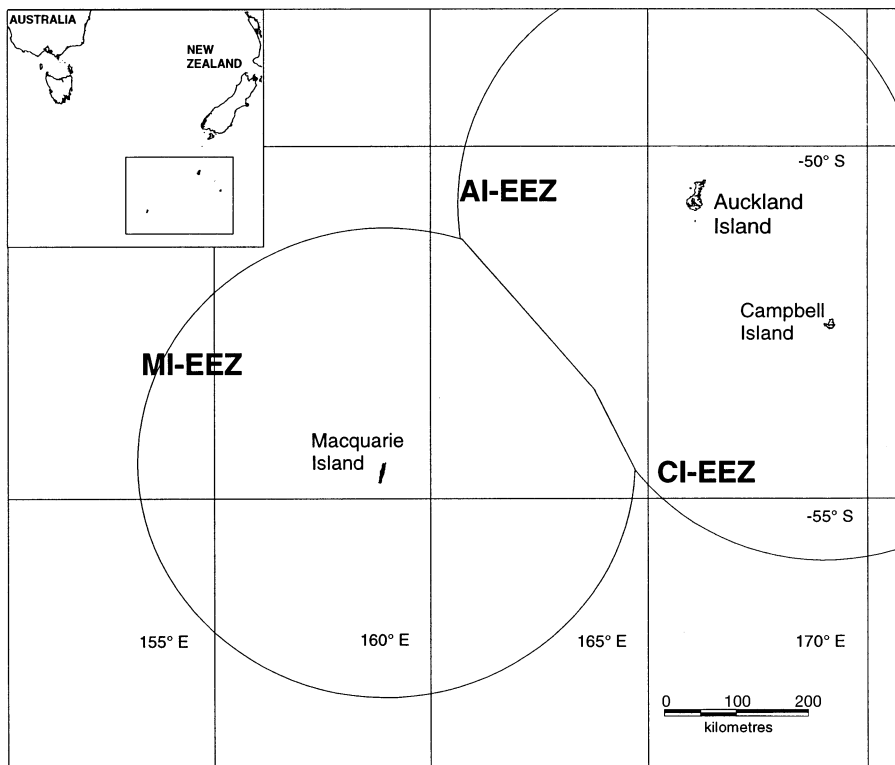 AUSTRALIA
NEW
ZEALAND
AI-EEZ
-50° S
Auckland
Island
Campbell
Island
MI-EEZ
Macquarie
Island
CI-EEZ
-55° S
155° E
160° E
165° E
170° E
0 100 200
kilometres